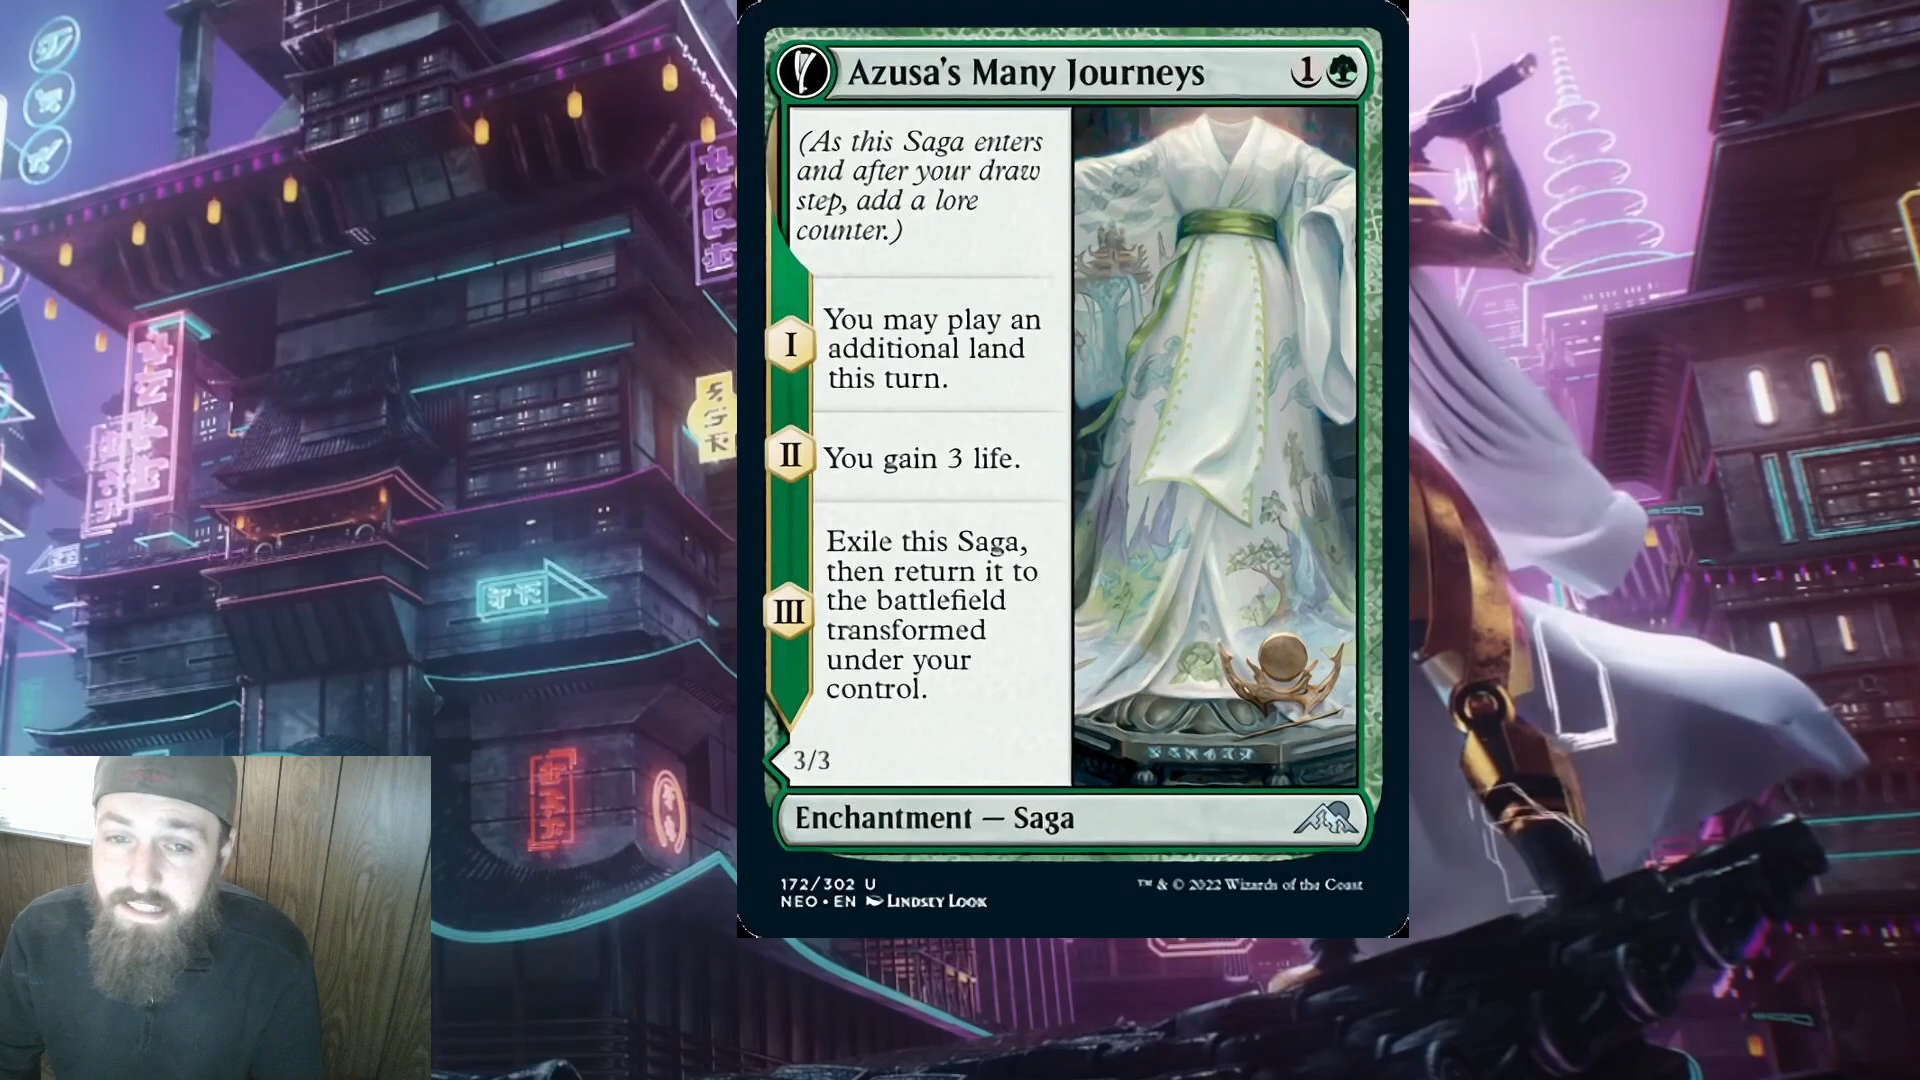 Azusa's Many Journeys
1
(As this Saga enters
and after your draw
step, add a lore
counter.)
I
You may play an
additional land
this turn.
II
You gain 3 life.
III
Exile this Saga,
then return it to
the battlefield
transformed
under your
control.
3/3
Enchantment — Saga
172/302 U
NEO • EN Lindsey Look
™ & © 2022 Wizards of the Coast